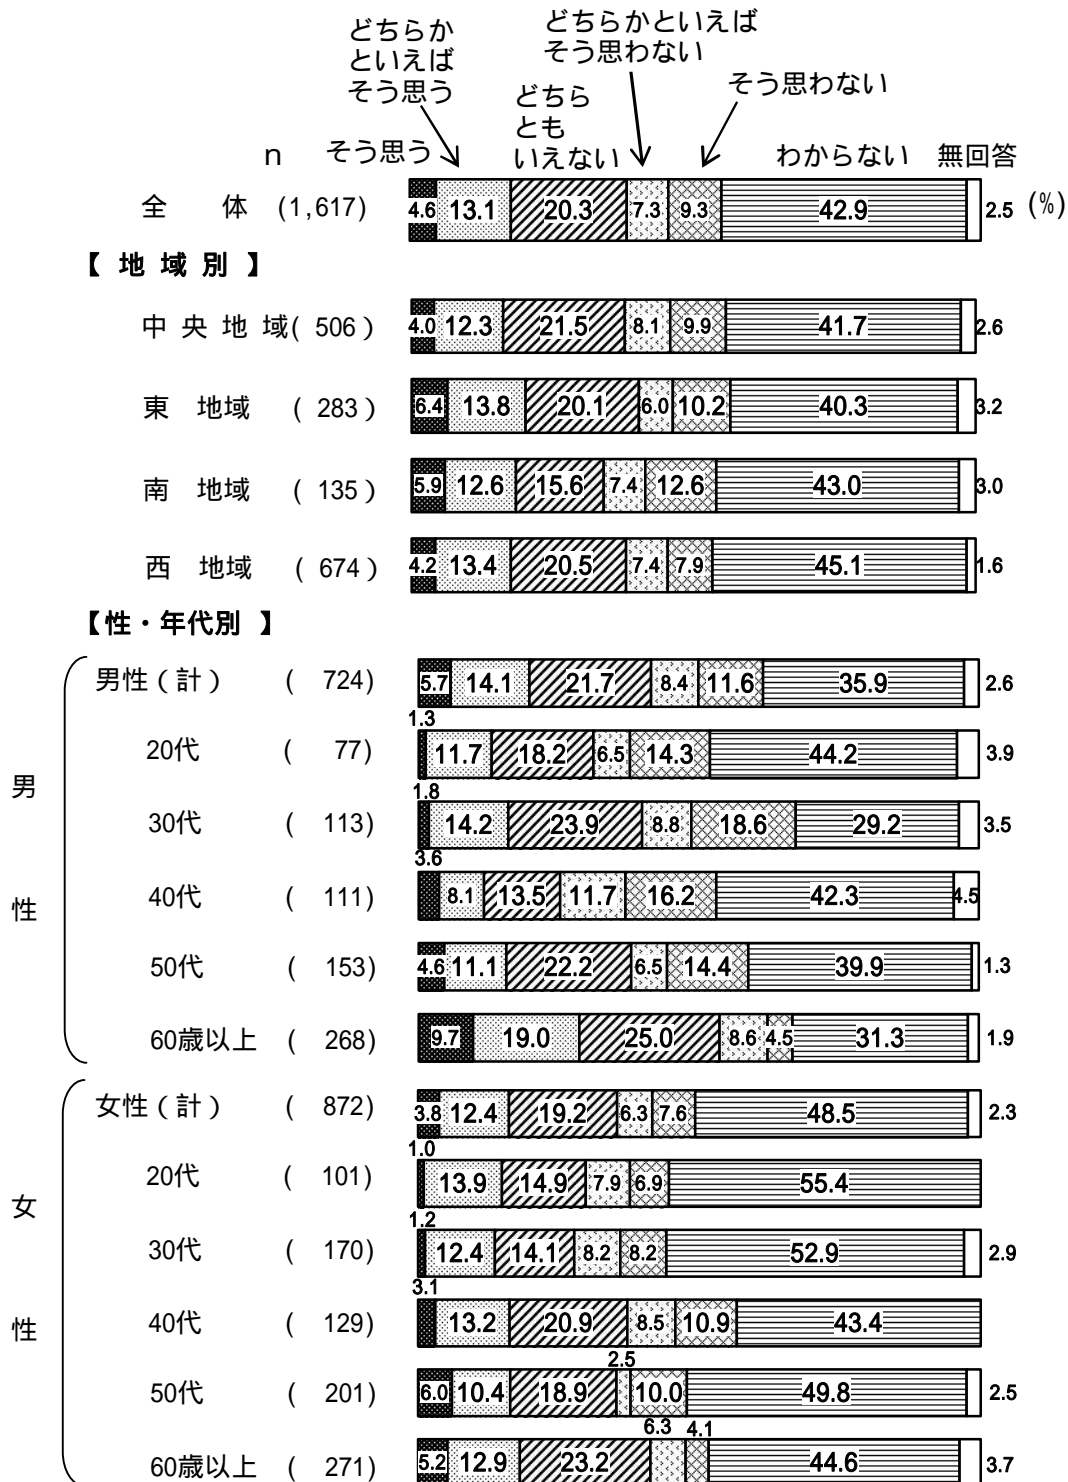 どちらか
といえば
そう思う
どちらかといえば
そう思わない
そう思わない
どちら
とも
いえない
n そう思う わからない 無回答
全 体 (1,617) 4.6 13.1 20.3 7.3 9.3 42.9 2.5 (%)
【 地 域 別 】
中 央 地 域( 506 ) 4.0 12.3 21.5 8.1 9.9 41.7 2.6
東 地域 ( 283 ) 6.4 13.8 20.1 6.0 10.2 40.3 3.2
南 地域 ( 135 ) 5.9 12.6 15.6 7.4 12.6 43.0 3.0
西 地域 ( 674 ) 4.2 13.4 20.5 7.4 7.9 45.1 1.6
【性・年代別 】
男性(計) ( 724) 5.7 14.1 21.7 8.4 11.6 35.9 2.6
20代 ( 77) 1.3 11.7 18.2 6.5 14.3 44.2 3.9
男
30代 ( 113) 1.8 14.2 23.9 8.8 18.6 29.2 3.5
40代 ( 111) 3.6 8.1 13.5 11.7 16.2 42.3 4.5
性
50代 ( 153) 4.6 11.1 22.2 6.5 14.4 39.9 1.3
60歳以上 ( 268) 9.7 19.0 25.0 8.6 4.5 31.3 1.9
女性(計) ( 872) 3.8 12.4 19.2 6.3 7.6 48.5 2.3
20代 ( 101) 1.0 13.9 14.9 7.9 6.9 55.4
女
30代 ( 170) 1.2 12.4 14.1 8.2 8.2 52.9 2.9
40代 ( 129) 3.1 13.2 20.9 8.5 10.9 43.4
性
50代 ( 201) 6.0 10.4 18.9 2.5 10.0 49.8 2.5
60歳以上 ( 271) 5.2 12.9 23.2 6.3 4.1 44.6 3.7